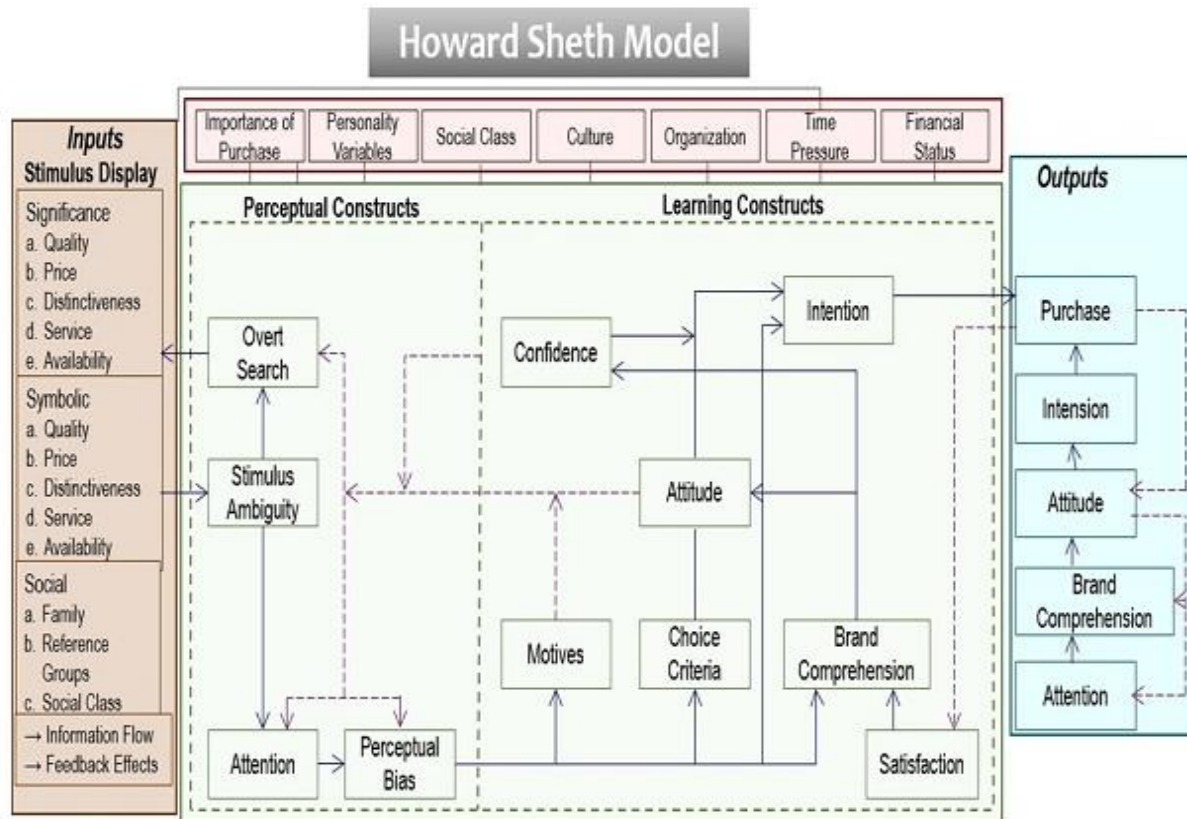 Howard Sheth Model
Importance of
Purchase
Personality
Variables
Social Class
Culture
Organization
Time
Pressure
Financial
Status
Inputs
Stimulus Display
Significance
a. Quality
b. Price
c. Distinctiveness
d. Service
e. Availability
Symbolic
a. Quality
b. Price
c. Distinctiveness
d. Service
e. Availability
Social
a. Family
b. Reference
Groups
c. Social Class
→ Information Flow
→ Feedback Effects
Perceptual Constructs
Overt
Search
Stimulus
Ambiguity
Attention
Perceptual
Bias
Learning Constructs
Confidence
Intention
Attitude
Motives
Choice
Criteria
Brand
Comprehension
Satisfaction
Outputs
Purchase
Intension
Attitude
Brand
Comprehension
Attention